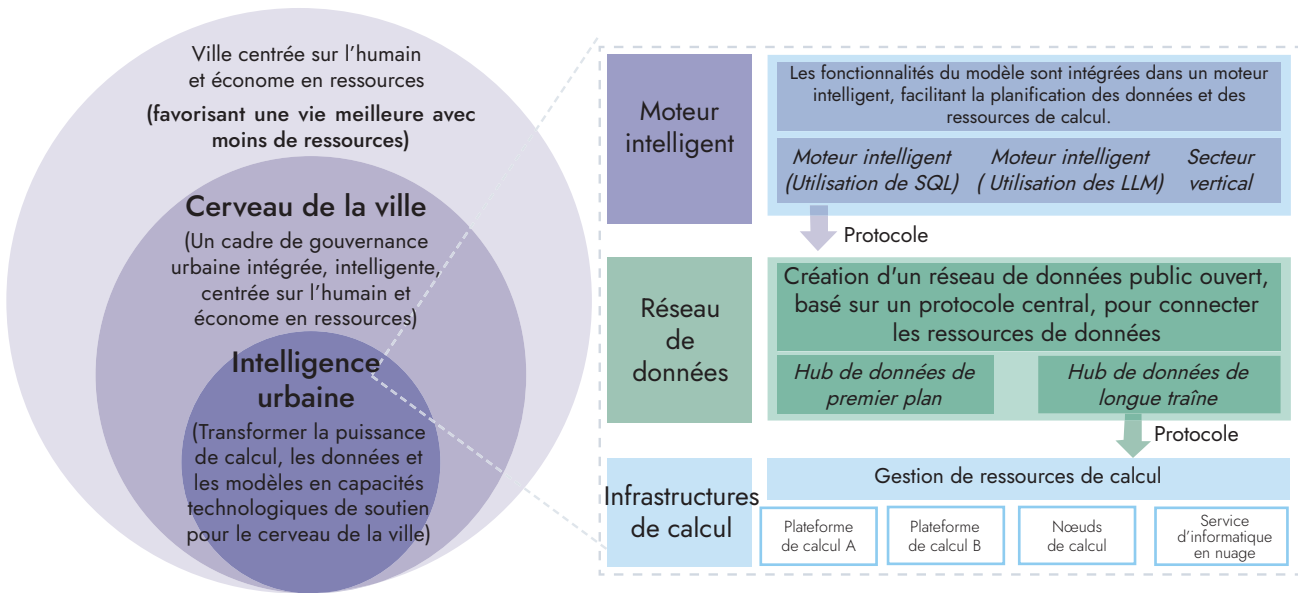 Ville centrée sur l'humain
et économe en ressources
(favorisant une vie meilleure avec
moins de ressources)
Cerveau de la ville
(Un cadre de gouvernance
urbaine intégrée, intelligente,
centrée sur l'humain et
économe en ressources)
Intelligence
urbaine
(Transformer la puissance
de calcul, les données et
les modèles en capacités
technologiques de soutien
pour le cerveau de la ville)
Moteur
intelligent
Les fonctionnalités du modèle sont intégrées dans un moteur
intelligent, facilitant la planification des données et des
ressources de calcul.
Moteur intelligent
(Utilisation de SQL)
Moteur intelligent
( Utilisation des LLM)
Secteur
vertical
Protocole
Réseau
de
données
Création d'un réseau de données public ouvert,
basé sur un protocole central, pour connecter
les ressources de données
Hub de données de
premier plan
Hub de données de
longue traîne
Protocole
Infrastructures
de calcul
Gestion de ressources de calcul
Plateforme
de calcul A
Plateforme
de calcul B
Nœuds
de calcul
Service
d'informatique
en nuage